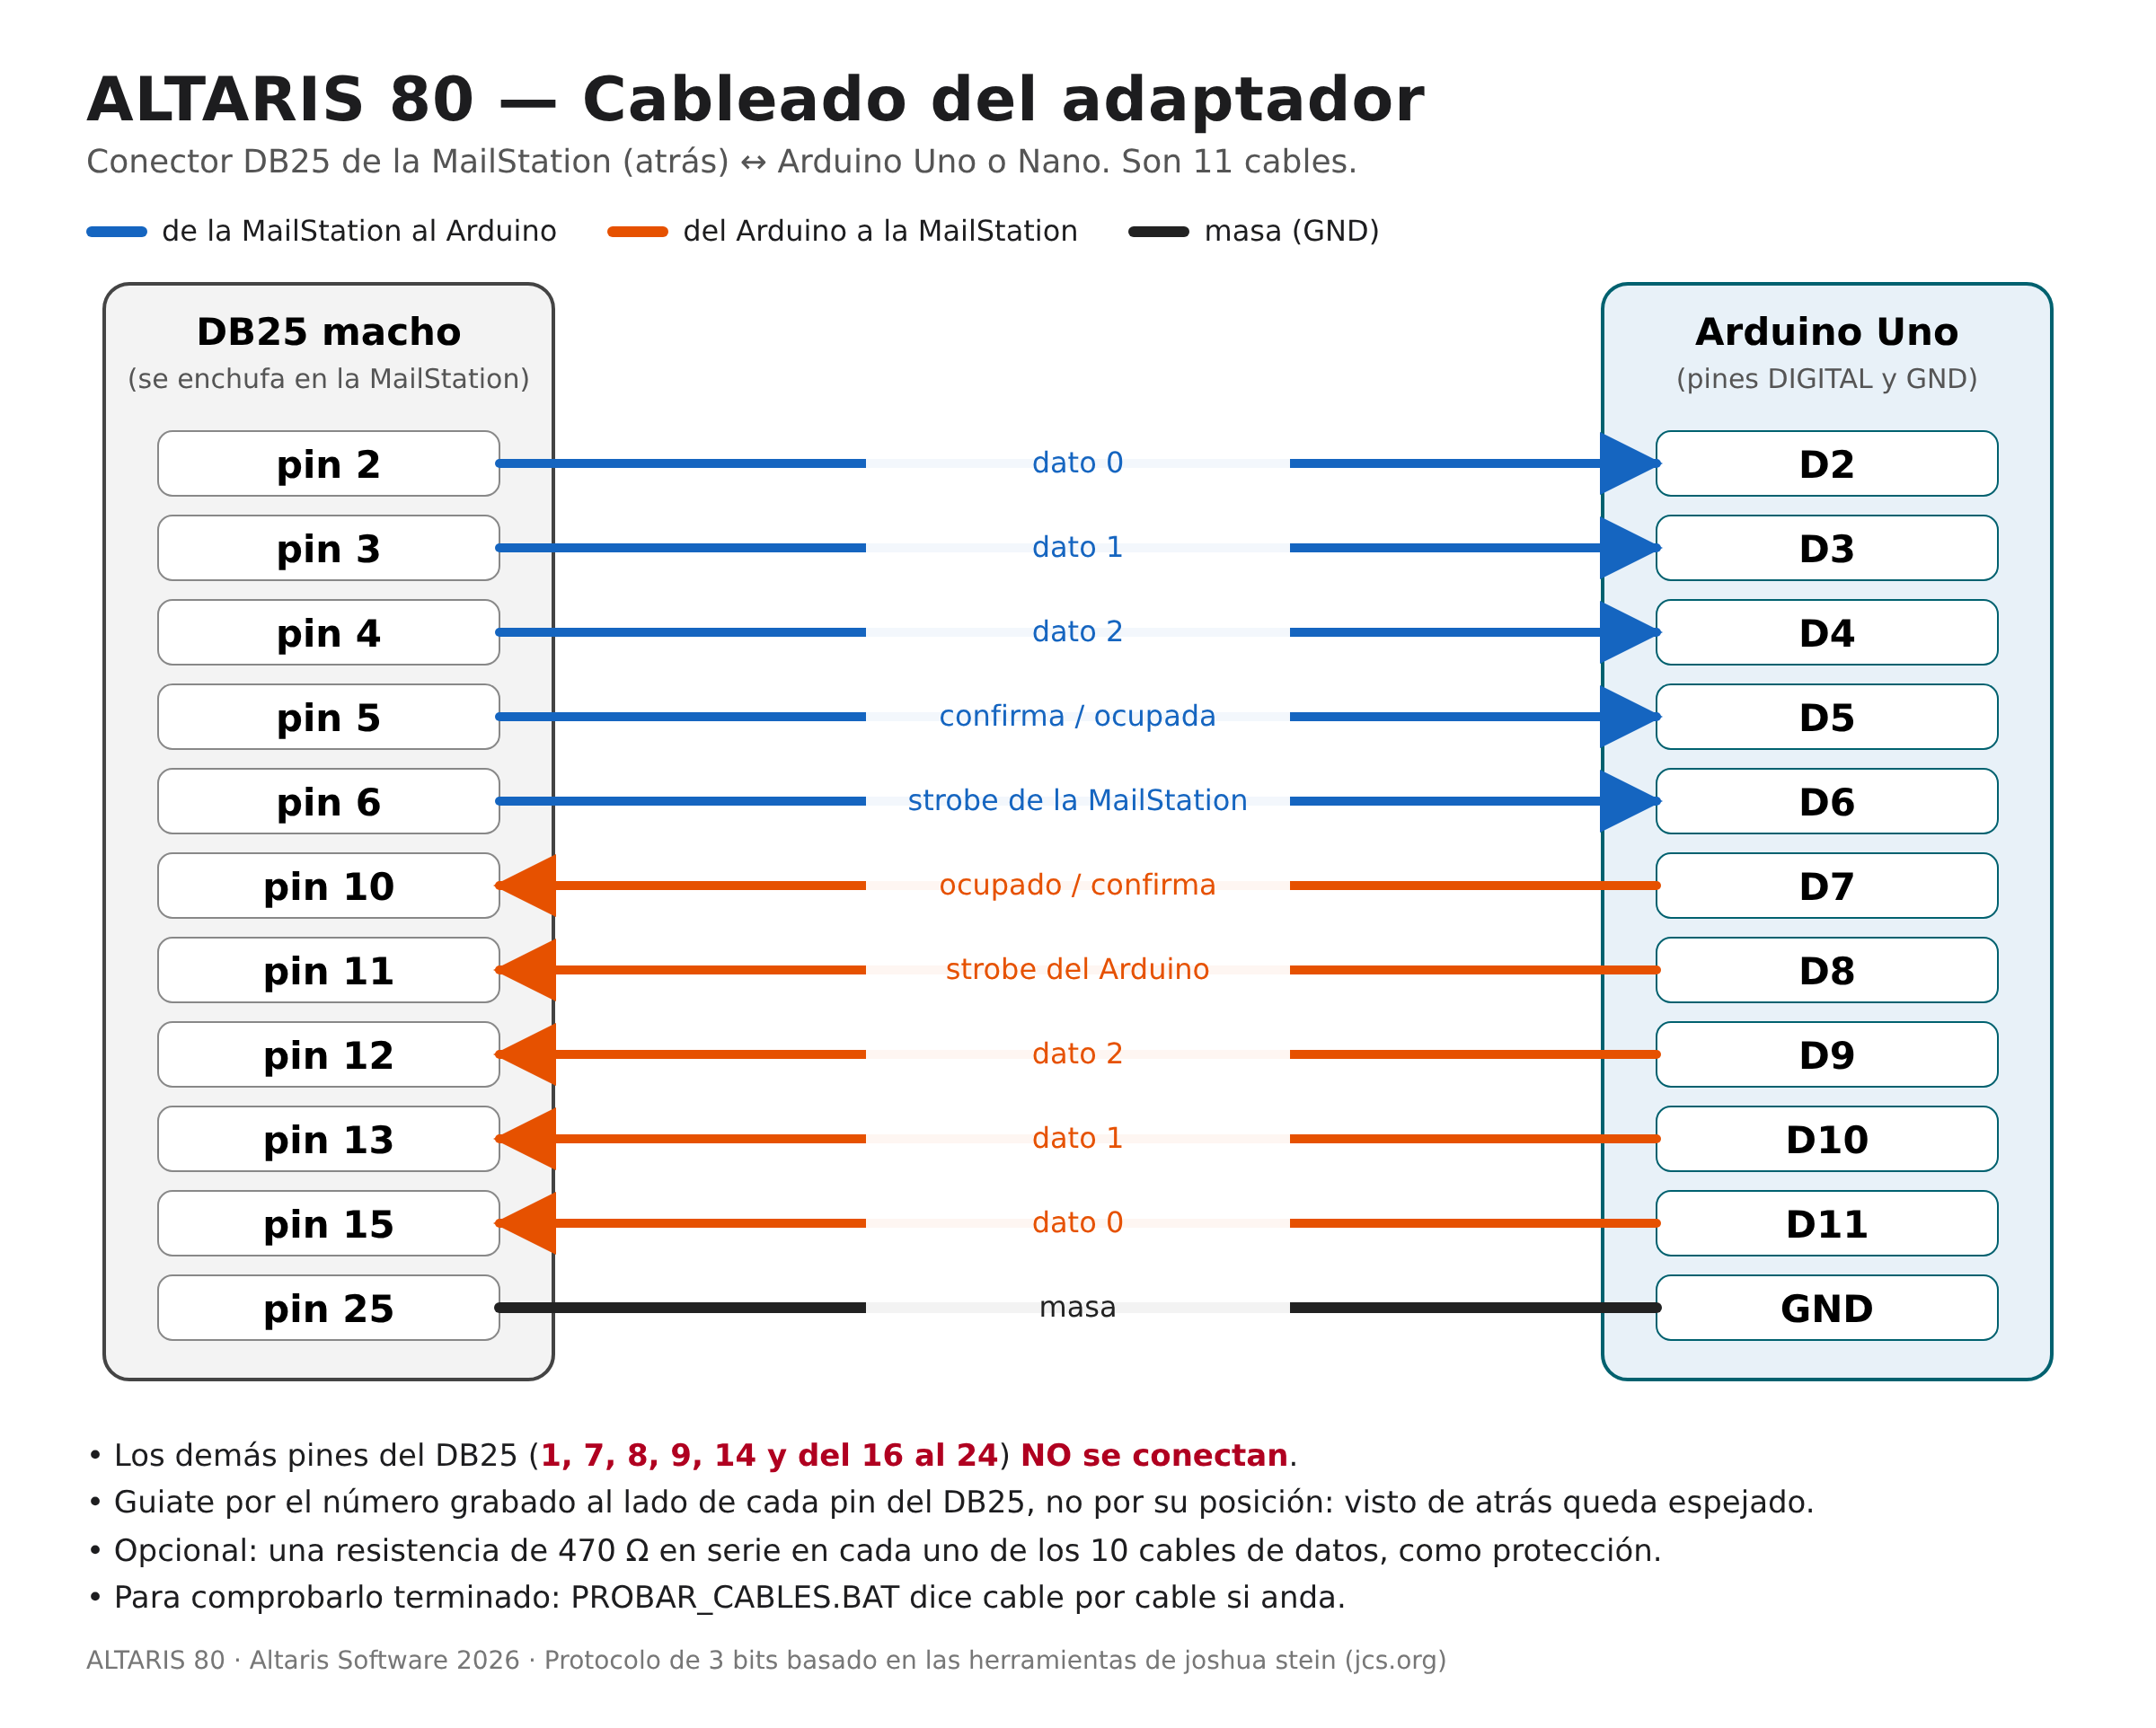 ALTARIS 80 — Cableado del adaptador
Conector DB25 de la MailStation (atrás) ↔ Arduino Uno o Nano. Son 11 cables.
de la MailStation al Arduino del Arduino a la MailStation masa (GND)
DB25 macho Arduino Uno
(se enchufa en la MailStation) (pines DIGITAL y GND)
pin 2 dato 0 D2
pin 3 dato 1 D3
pin 4 dato 2 D4
pin 5 confirma / ocupada D5
pin 6 strobe de la MailStation D6
pin 10 ocupado / confirma D7
pin 11 strobe del Arduino D8
pin 12 dato 2 D9
pin 13 dato 1 D10
pin 15 dato 0 D11
pin 25 masa GND
• Los demás pines del DB25 (1, 7, 8, 9, 14 y del 16 al 24) NO se conectan.
• Guiate por el número grabado al lado de cada pin del DB25, no por su posición: visto de atrás queda espejado.
• Opcional: una resistencia de 470 Ω en serie en cada uno de los 10 cables de datos, como protección.
• Para comprobarlo terminado: PROBAR_CABLES.BAT dice cable por cable si anda.
ALTARIS 80 · Altaris Software 2026 · Protocolo de 3 bits basado en las herramientas de joshua stein (jcs.org)